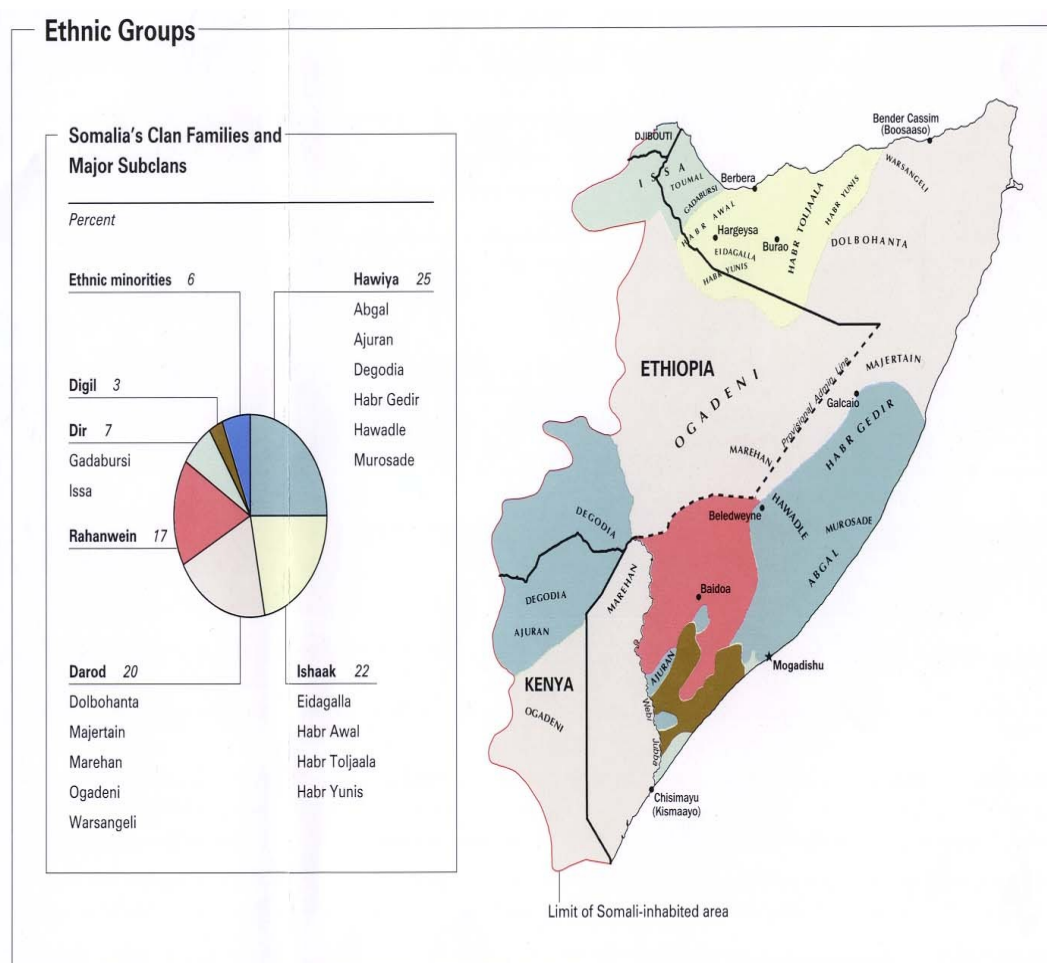 Ethnic Groups
Somalia's Clan Families and
Major Subclans
Percent
Ethnic minorities 6
Digil 3
Dir 7
Gadabursi
Issa
Rahanwein 17
Hawiya 25
Abgal
Ajuran
Degodia
Habr Gedir
Hawadle
Murosade
Darod 20
Dolbohanta
Majertain
Marehan
Ogadeni
Warsangeli
Ishaak 22
Eidagalla
Habr Awal
Habr Toljaala
Habr Yunis
DJIBOUTI
ISSA
TOUMAL
GADABURSI
Berbera
Bender Cassim
(Boosaaso)
WARSANGELI
HABR AWAL
Hargeysa
EIDAGALLA
HABR YUNIS
Burao
HABR TOLJAALA
HABR YUNIS
DOLBOHANTA
ETHIOPIA
OGADENI
Provisional Admin. Line
MAJERTAIN
Galcaio
HABR GEDIR
MAREHAN
Beledweyne
HAWADLE
MUROSADE
ABGAL
DEGODIA
DEGODIA
AJURAN
MAREHAN
Baidoa
Mogadishu
AJURAN
KENYA
OGADENI
Webi
Jubba
Chisimayu
(Kismaayo)
Limit of Somali-inhabited area